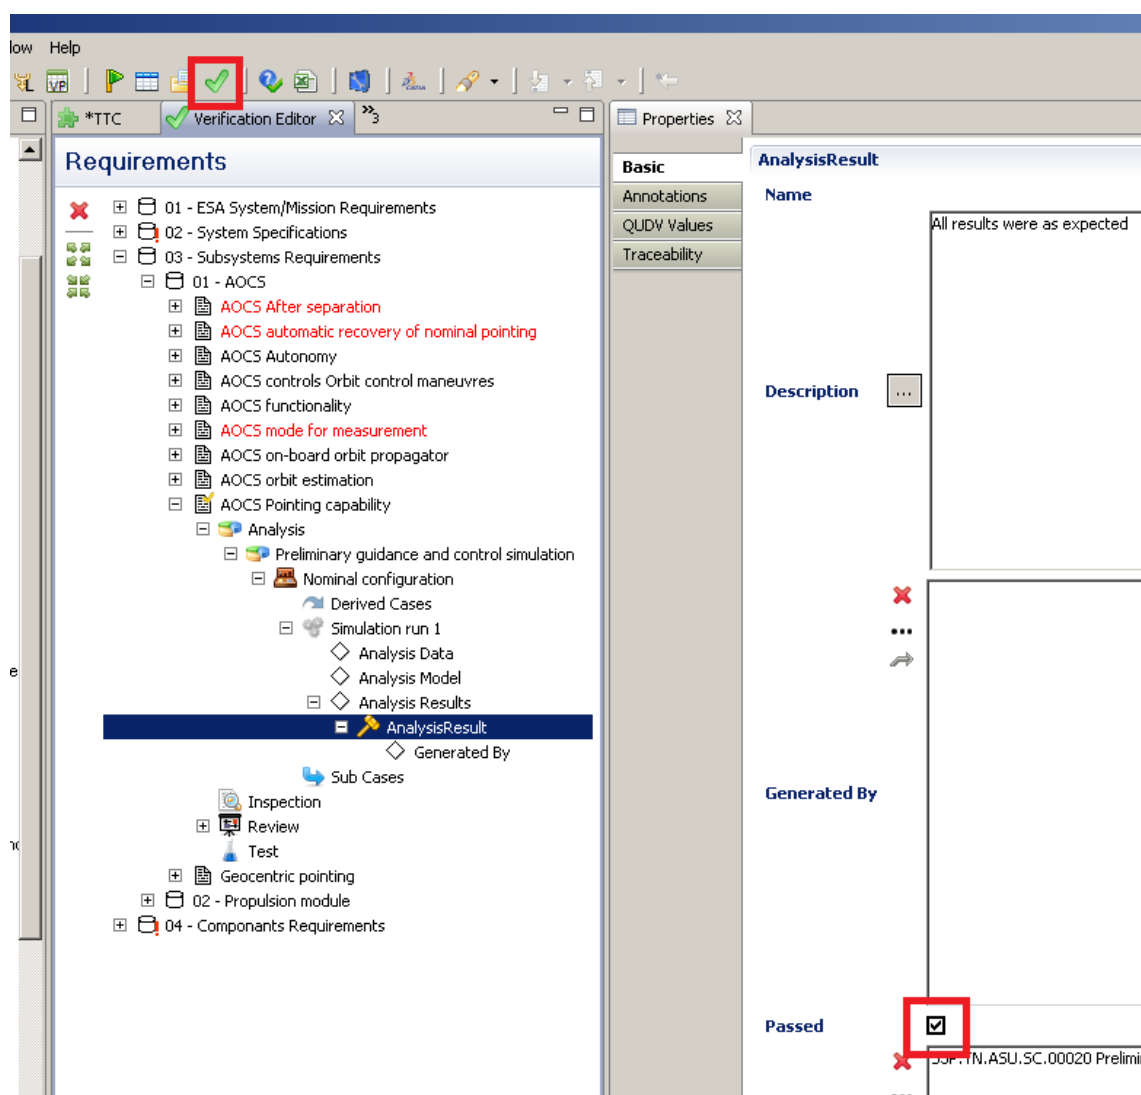 Help
VP
*TTC
Verification Editor
3
Properties
Requirements
01 - ESA System/Mission Requirements
02 - System Specifications
03 - Subsystems Requirements
01 - AOCS
AOCS After separation
AOCS automatic recovery of nominal pointing
AOCS Autonomy
AOCS controls Orbit control maneuvres
AOCS functionality
AOCS mode for measurement
AOCS on-board orbit propagator
AOCS orbit estimation
AOCS Pointing capability
Analysis
Preliminary guidance and control simulation
Nominal configuration
Derived Cases
Simulation run 1
Analysis Data
Analysis Model
Analysis Results
AnalysisResult
Generated By
Sub Cases
Inspection
Review
Test
Geocentric pointing
02 - Propulsion module
04 - Componants Requirements
Basic
Annotations
QUDV Values
Traceability
AnalysisResult
Name
All results were as expected
Description
...
Generated By
Passed